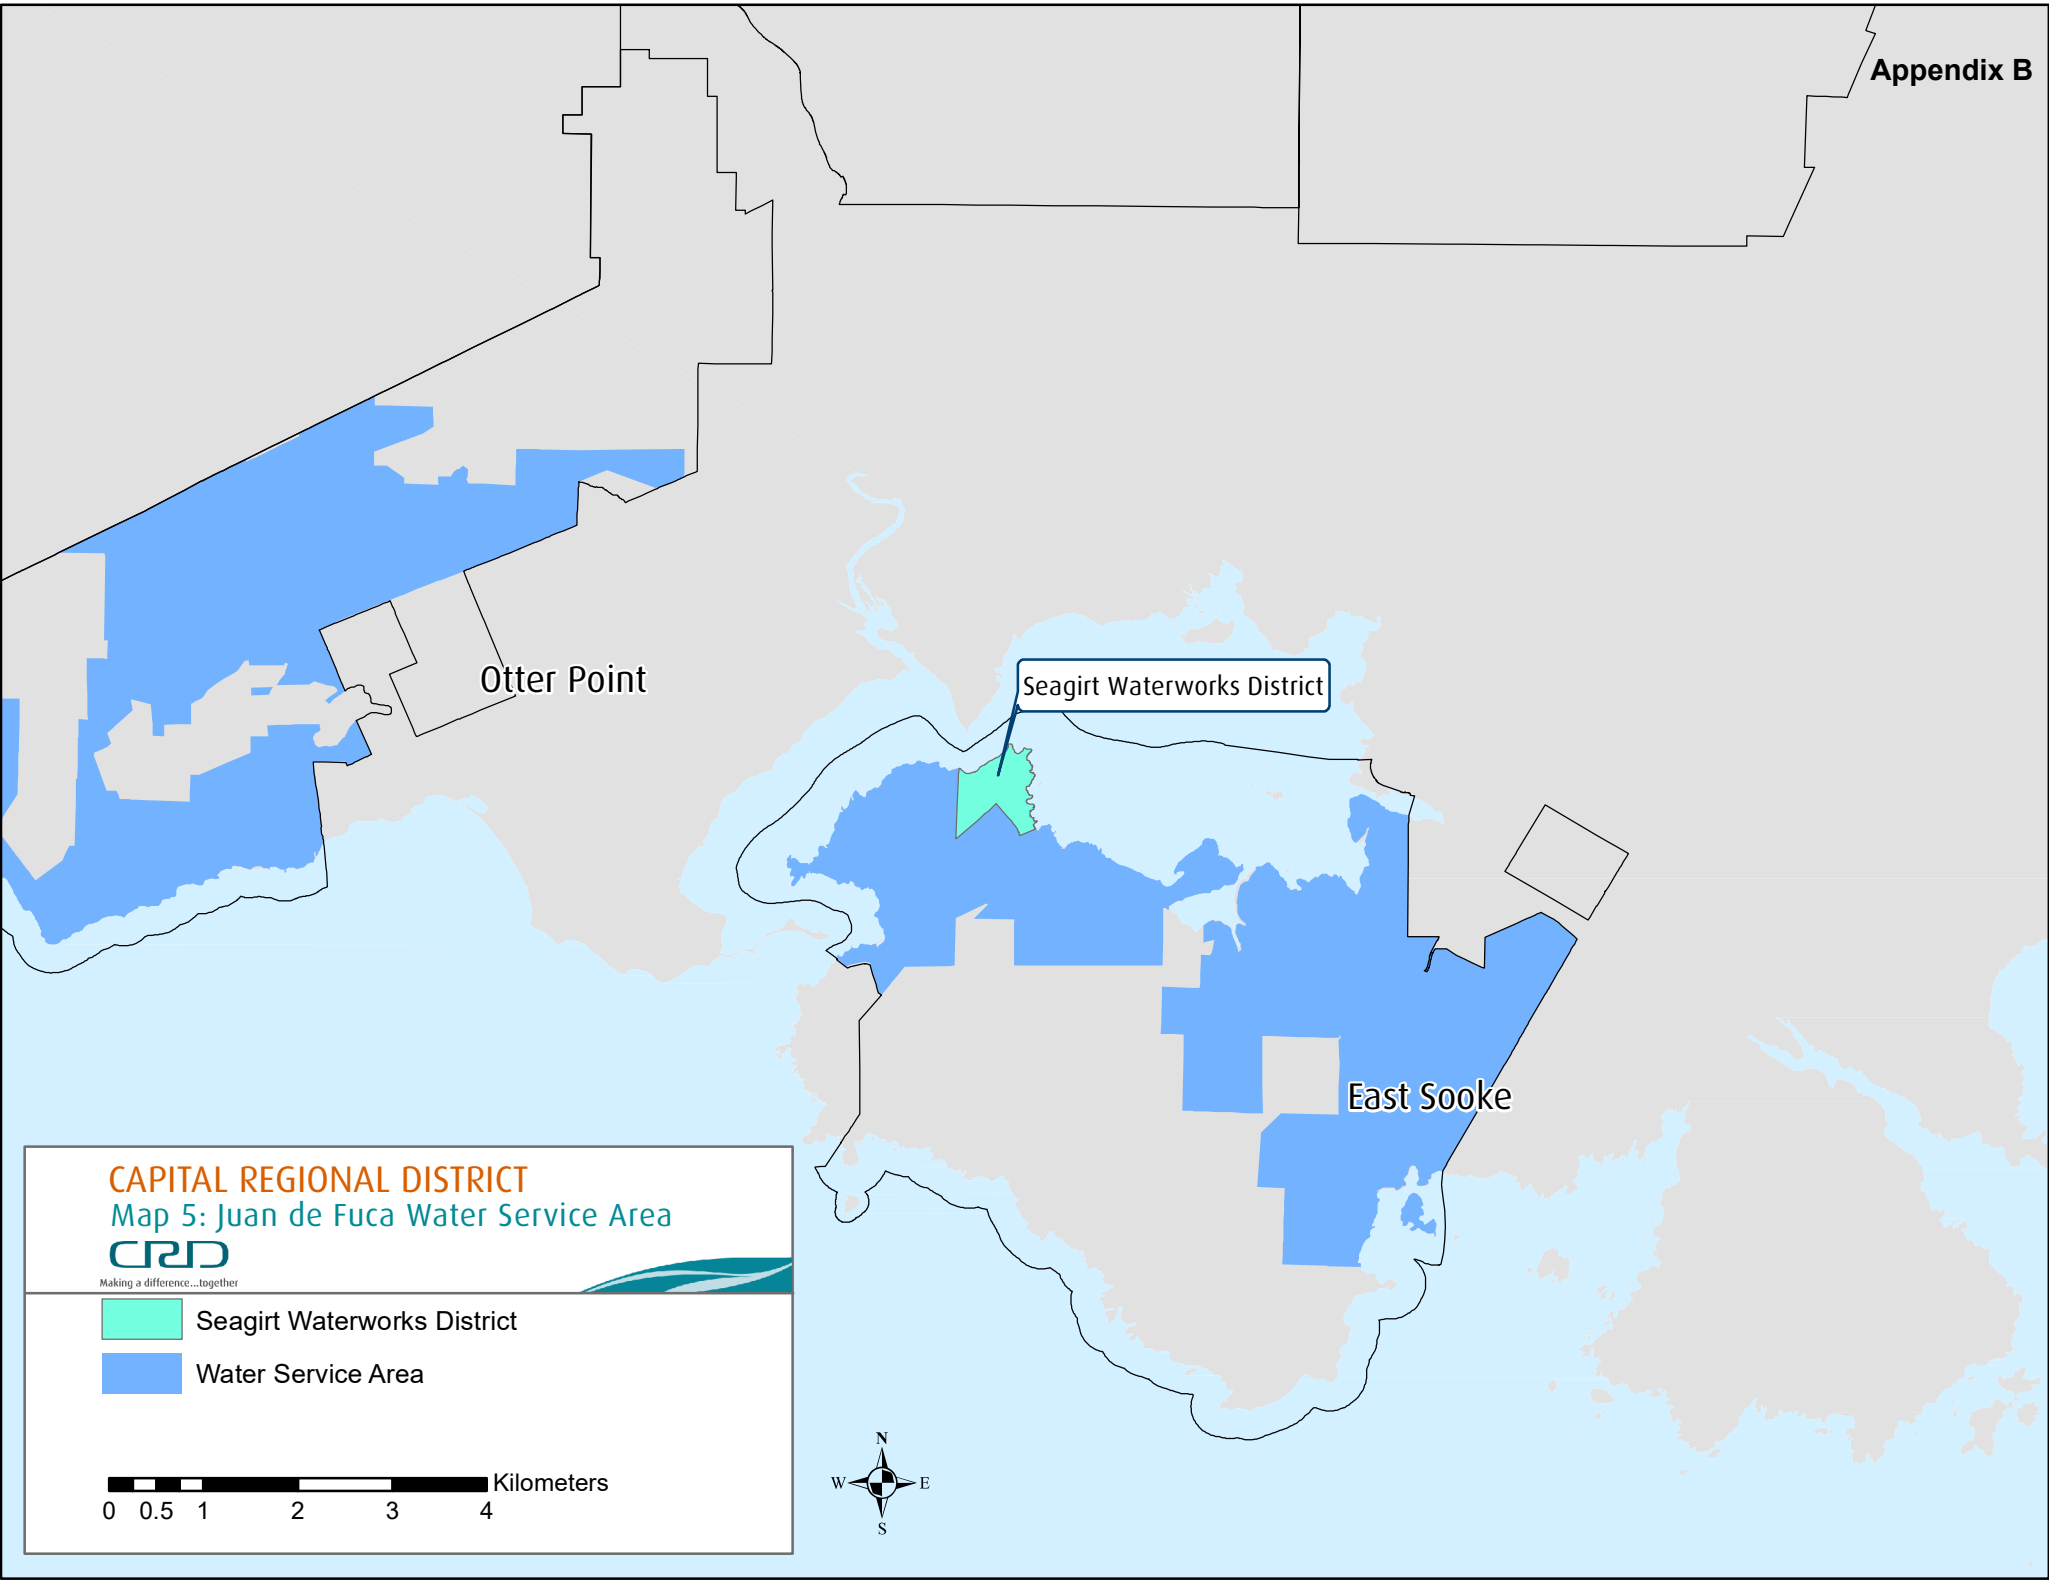 Appendix B
Otter Point
Seagirt Waterworks District
East Sooke
CAPITAL REGIONAL DISTRICT
Map 5: Juan de Fuca Water Service Area
CRD
Making a difference...together
Seagirt Waterworks District
Water Service Area
Kilometers
0 0.5 1 2 3 4
N
W E
S